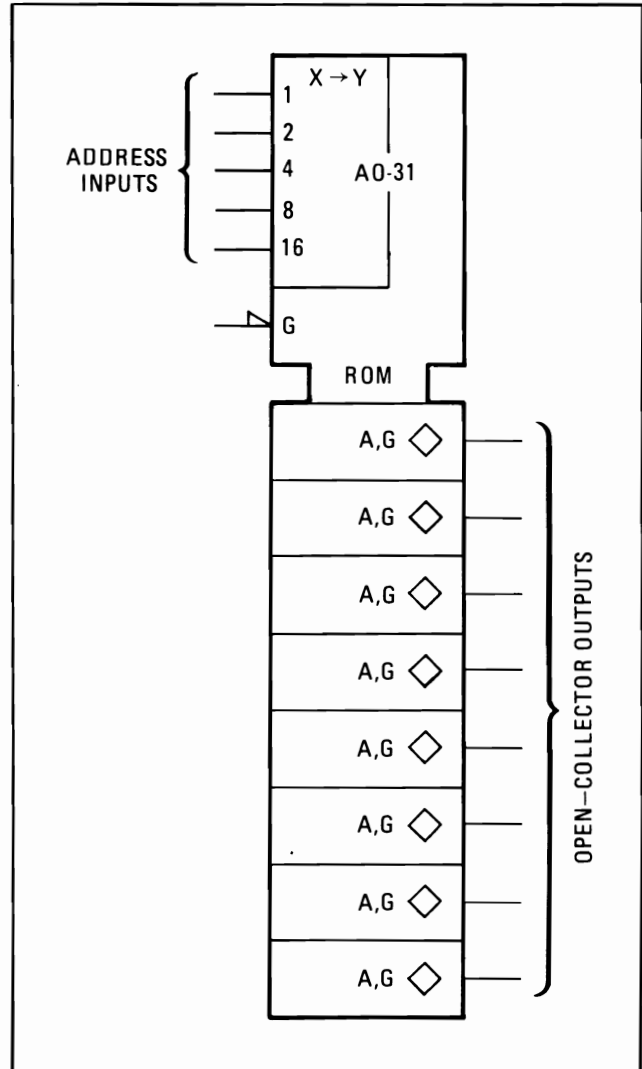 X → Y
1
2
4
8
16
ADDRESS
INPUTS
A0-31
G
ROM
A,G
A,G
A,G
A,G
A,G
A,G
A,G
A,G
OPEN–COLLECTOR OUTPUTS